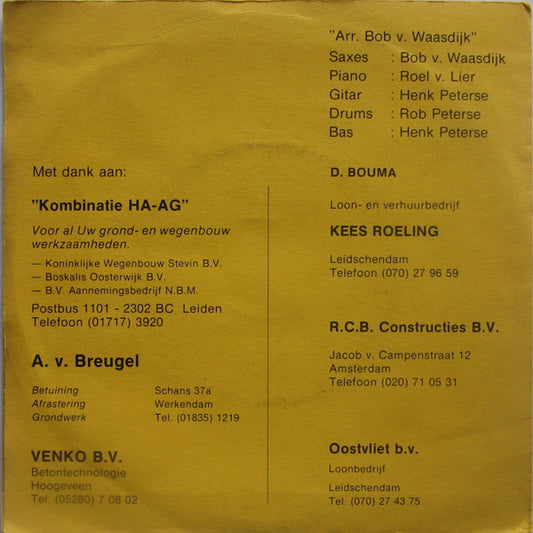 "Arr. Bob v. Waasdijk"
Saxes : Bob v. Waasdijk
Piano : Roel v. Lier
Gitar : Henk Peterse
Drums : Rob Peterse
Bas : Henk Peterse
Met dank aan:
"Kombinatie HA-AG"
Voor al Uw grond- en wegenbouw
werkzaamheden.
— Koninklijke Wegenbouw Stevin B.V.
— Boskalis Oosterwijk B.V.
— B.V. Aannemingsbedrijf N.B.M.
Postbus 1101 - 2302 BC Leiden
Telefoon (01717) 3920
A. v. Breugel
Betuining Schans 37a
Afrastering Werkendam
Grondwerk Tel. (01835) 1219
VENKO B.V.
Betontechnologie
Hoogeveen
Tel. (05280) 7 08 02
D. BOUMA
Loon- en verhuurbedrijf
KEES ROELING
Leidschendam
Telefoon (070) 27 96 59
R.C.B. Constructies B.V.
Jacob v. Campenstraat 12
Amsterdam
Telefoon (020) 71 05 31
Oostvliet b.v.
Loonbedrijf
Leidschendam
Tel. (070) 27 43 75